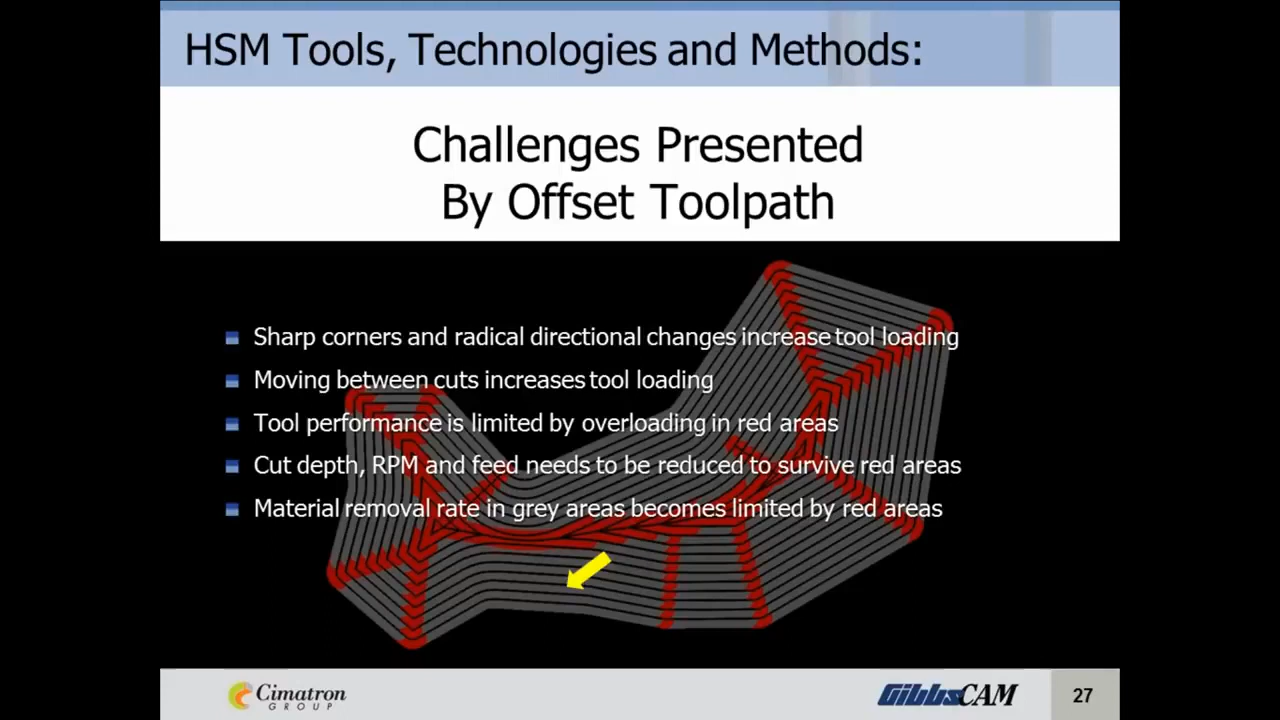 HSM Tools, Technologies and Methods:
Challenges Presented
By Offset Toolpath
Sharp corners and radical directional changes increase tool loading
Moving between cuts increases tool loading
Tool performance is limited by overloading in red areas
Cut depth, RPM and feed needs to be reduced to survive red areas
Material removal rate in grey areas becomes limited by red areas
Cimatron
GROUP
GibbsCAM
27